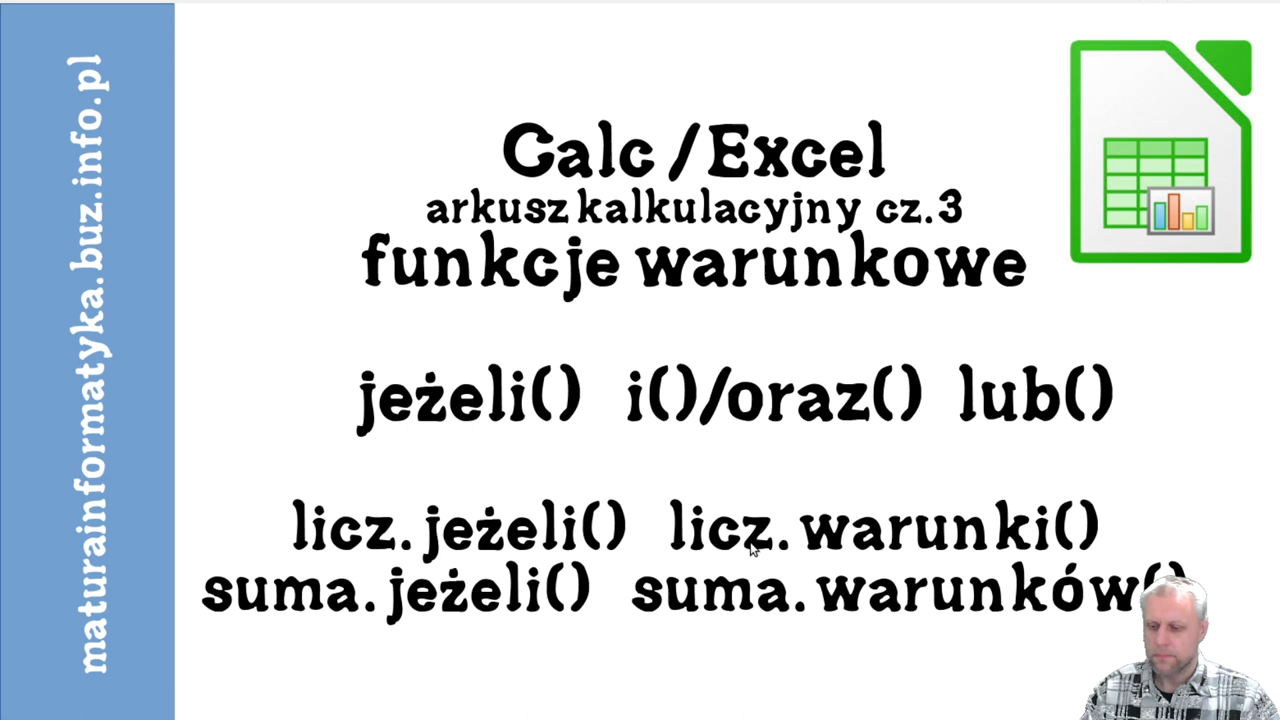 maturainformatyka.buz.info.pl
Calc / Excel
arkusz kalkulacyjny cz.3
funkcje warunkowe
jeżeli() i()/oraz() lub()
licz.jeżeli() licz.warunki()
suma.jeżeli() suma.warunków()